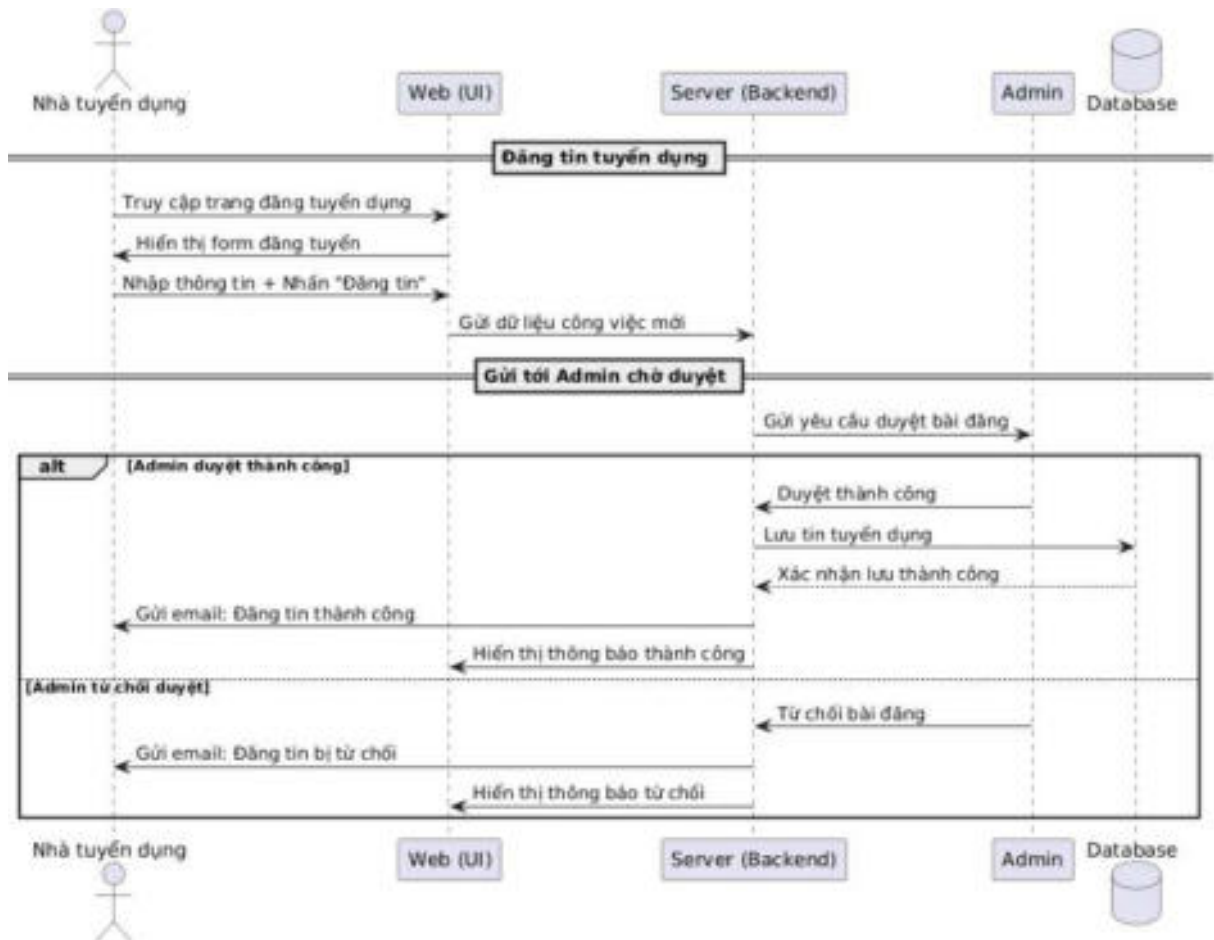 Nhà tuyển dụng
Web (UI)
Server (Backend)
Admin
Database
Đăng tin tuyển dụng
Truy cập trang đăng tuyển dụng
Hiển thị form đăng tuyển
Nhập thông tin + Nhấn "Đăng tin"
Gửi dữ liệu công việc mới
Gửi tới Admin chờ duyệt
Gửi yêu cầu duyệt bài đăng
alt
[Admin duyệt thành công]
Duyệt thành công
Lưu tin tuyển dụng
Xác nhận lưu thành công
Gửi email: Đăng tin thành công
Hiển thị thông báo thành công
[Admin từ chối duyệt]
Từ chối bài đăng
Gửi email: Đăng tin bị từ chối
Hiển thị thông báo từ chối
Nhà tuyển dụng
Web (UI)
Server (Backend)
Admin
Database